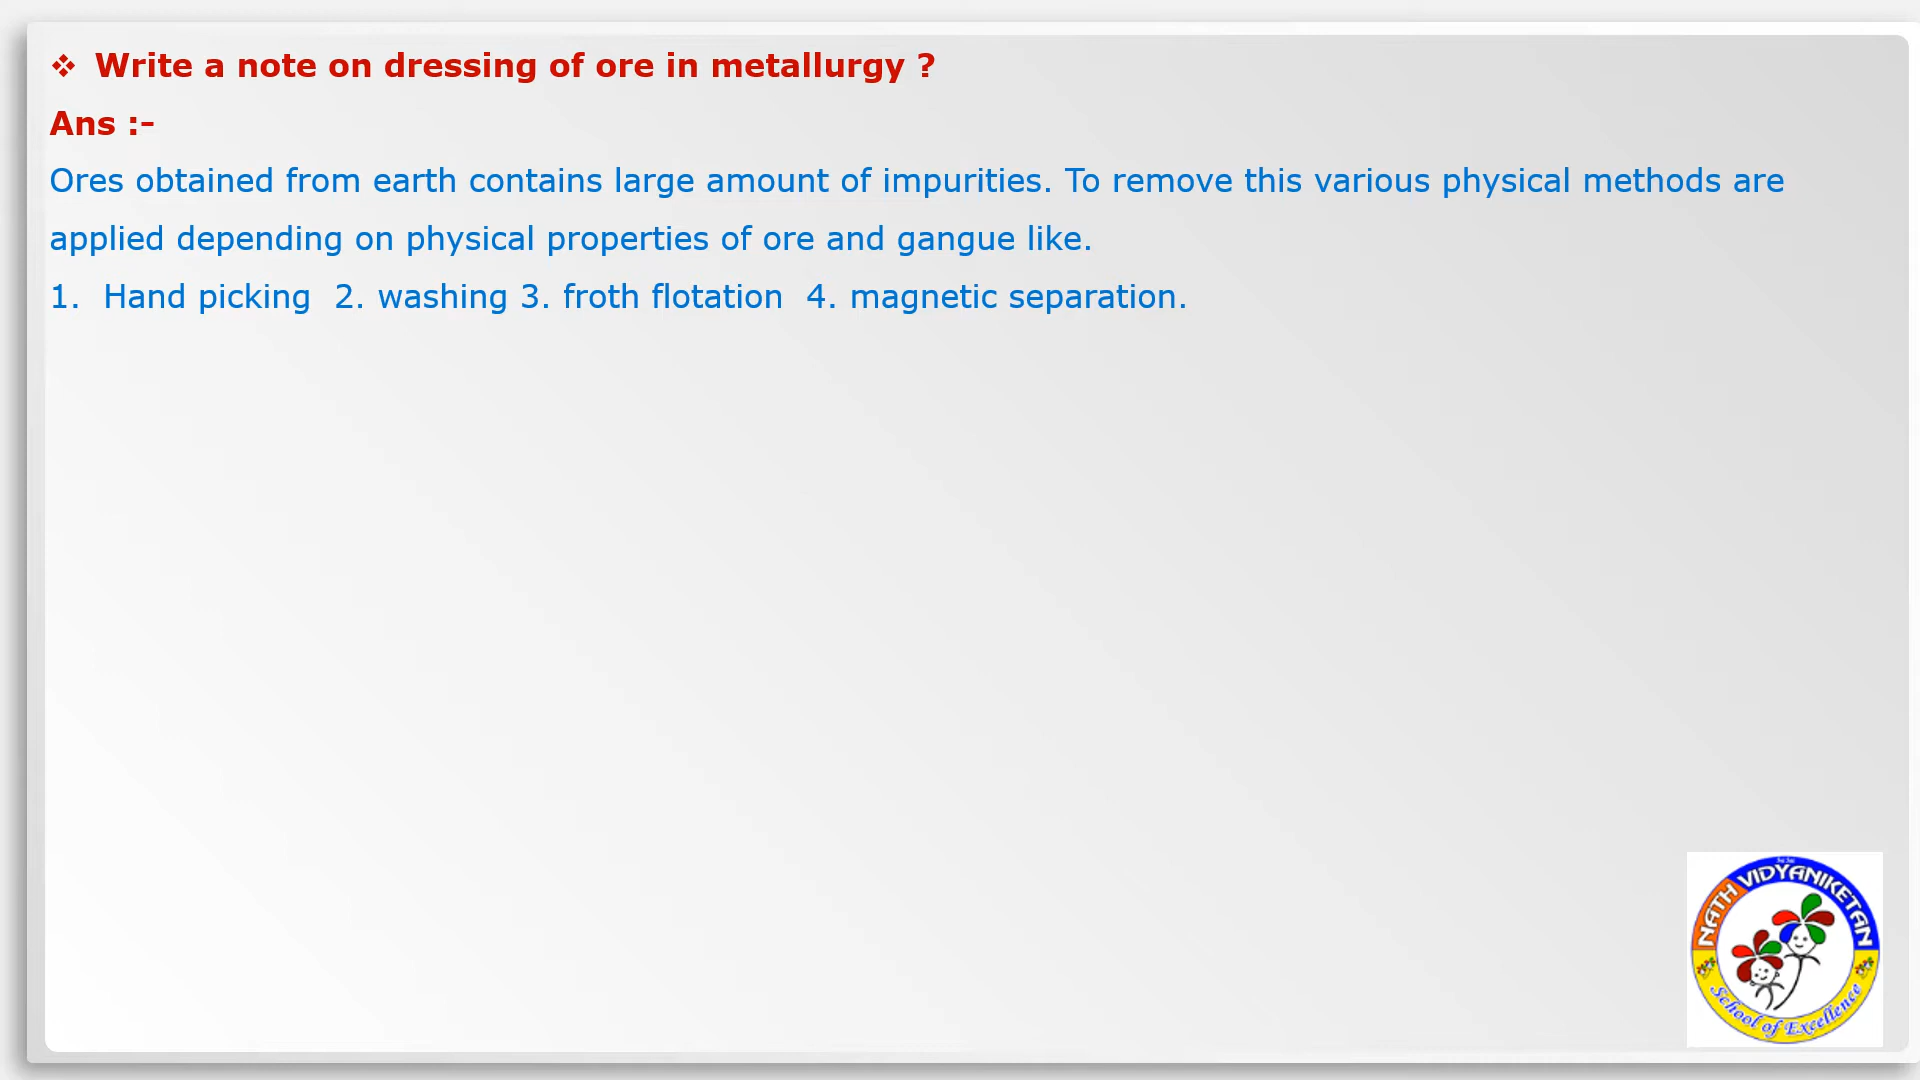 ❖ Write a note on dressing of ore in metallurgy ?
Ans :-
Ores obtained from earth contains large amount of impurities. To remove this various physical methods are
applied depending on physical properties of ore and gangue like.
1. Hand picking 2. washing 3. froth flotation 4. magnetic separation.
NATH VIDYANIKETAN
School of Excellence